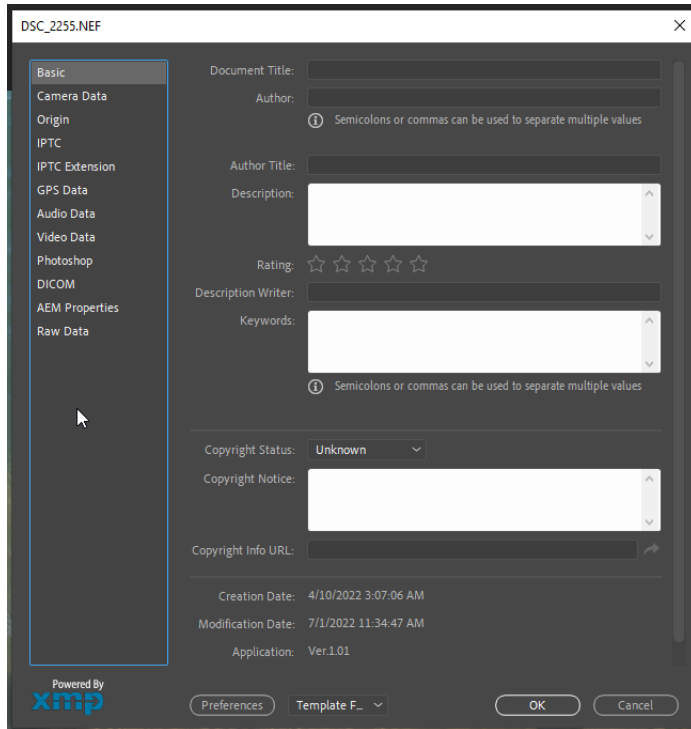 DSC_2255.NEF
Basic
Camera Data
Origin
IPTC
IPTC Extension
GPS Data
Audio Data
Video Data
Photoshop
DICOM
AEM Properties
Raw Data
Powered By
xmp
Document Title:
Author:
Semicolons or commas can be used to separate multiple values
Author Title:
Description:
Rating:
Description Writer:
Keywords:
Semicolons or commas can be used to separate multiple values
Copyright Status: Unknown
Copyright Notice:
Copyright Info URL:
Creation Date: 4/10/2022 3:07:06 AM
Modification Date: 7/1/2022 11:34:47 AM
Application: Ver.1.01
Preferences Template F... OK Cancel